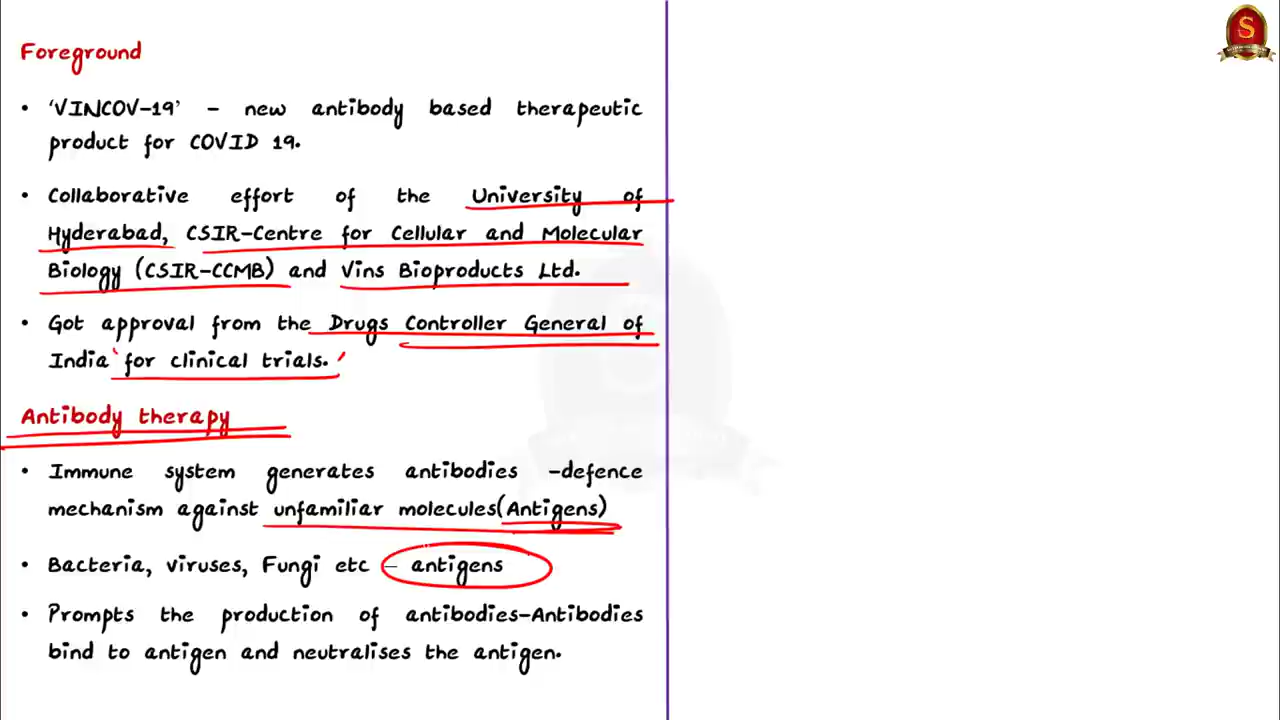 Foreground
• 'VINCOV-19' - new antibody based therapeutic
product for COVID 19.
• Collaborative effort of the University of
Hyderabad, CSIR-Centre for Cellular and Molecular
Biology (CSIR-CCMB) and Vins Bioproducts Ltd.
• Got approval from the Drugs Controller General of
India for clinical trials.
Antibody therapy
• Immune system generates antibodies -defence
mechanism against unfamiliar molecules(Antigens)
• Bacteria, viruses, Fungi etc - antigens
• Prompts the production of antibodies-Antibodies
bind to antigen and neutralises the antigen.
S